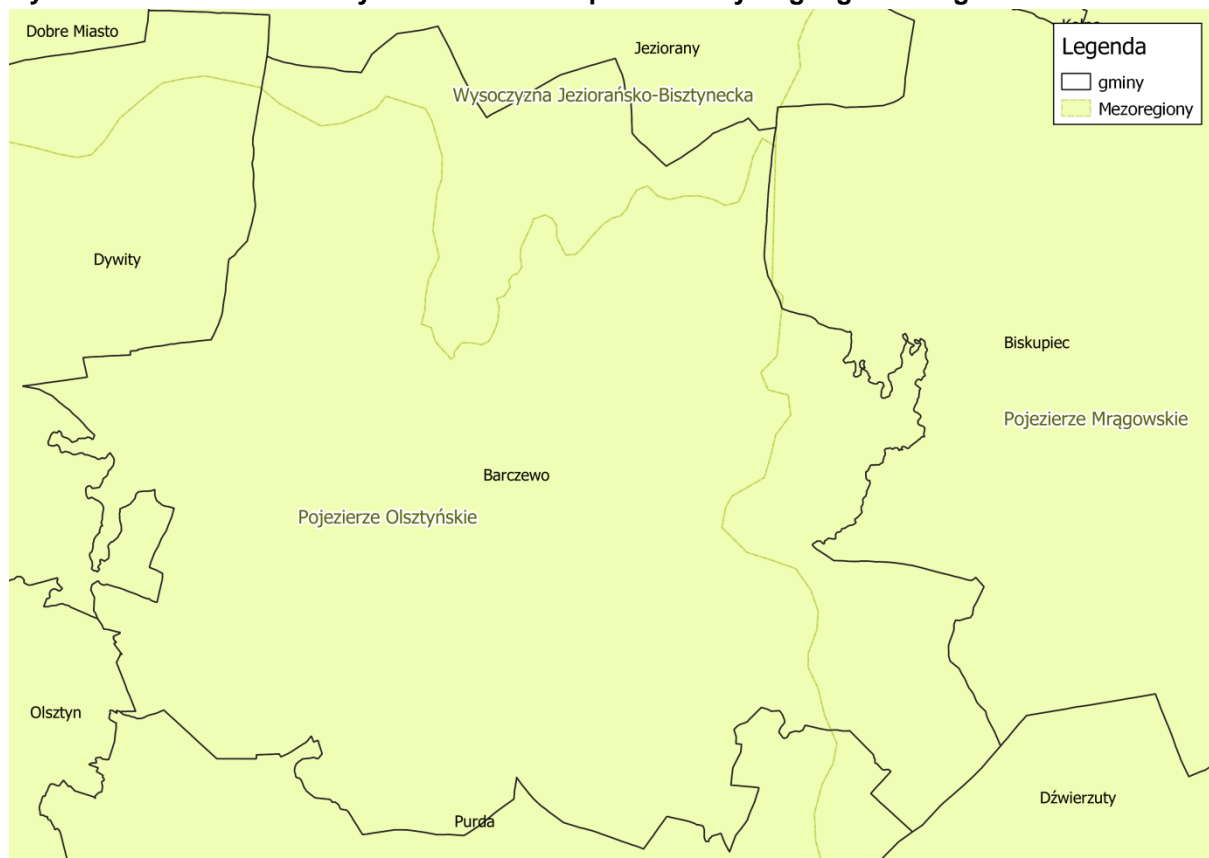 Dobre Miasto
Jeziorany
Legenda
gminy
Mezoregiony
Wysoczyzna Jeziorańsko-Bisztynecka
Dywity
Biskupiec
Pojezierze Mrągowskie
Barczewo
Pojezierze Olsztyńskie
Olsztyn
Dźwierzuty
Purda